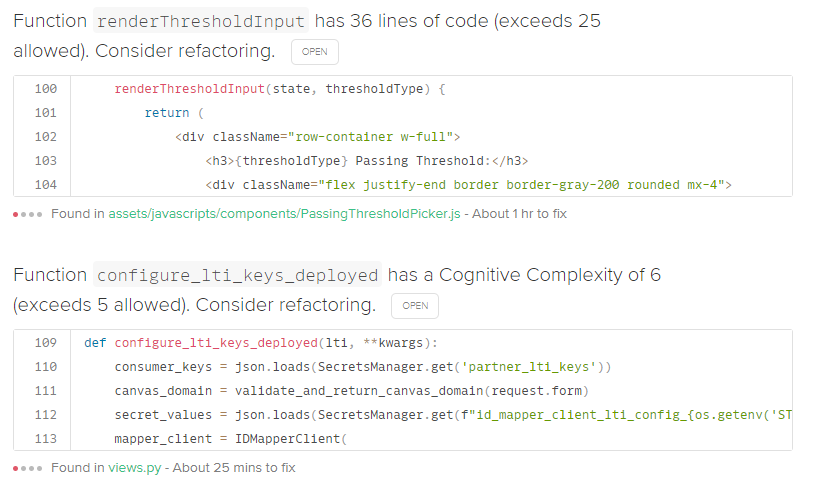 Function renderThresholdInput has 36 lines of code (exceeds 25
allowed). Consider refactoring. OPEN
100 renderThresholdInput(state, thresholdType) {
101 return (
102 <div className="row-container w-full">
103 <h3>{thresholdType} Passing Threshold:</h3>
104 <div className="flex justify-end border border-gray-200 rounded mx-4">
Found in assets/javascripts/components/PassingThresholdPicker.js - About 1 hr to fix
Function configure_lti_keys_deployed has a Cognitive Complexity of 6
(exceeds 5 allowed). Consider refactoring. OPEN
109 def configure_lti_keys_deployed(lti, **kwargs):
110 consumer_keys = json.loads(SecretsManager.get('partner_lti_keys'))
111 canvas_domain = validate_and_return_canvas_domain(request.form)
112 secret_values = json.loads(SecretsManager.get(f"id_mapper_client_lti_config_{os.getenv('ST
113 mapper_client = IDMapperClient(
Found in views.py - About 25 mins to fix